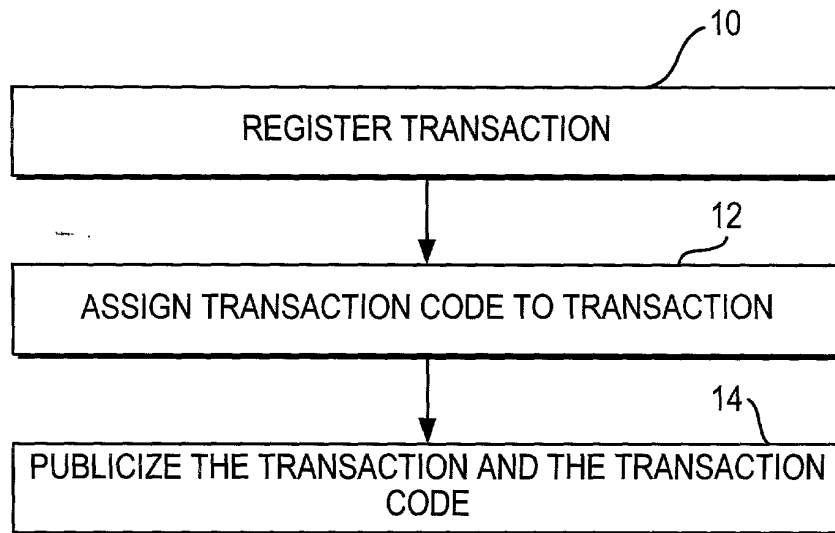 10
REGISTER TRANSACTION
12
ASSIGN TRANSACTION CODE TO TRANSACTION
14
PUBLICIZE THE TRANSACTION AND THE TRANSACTION
CODE